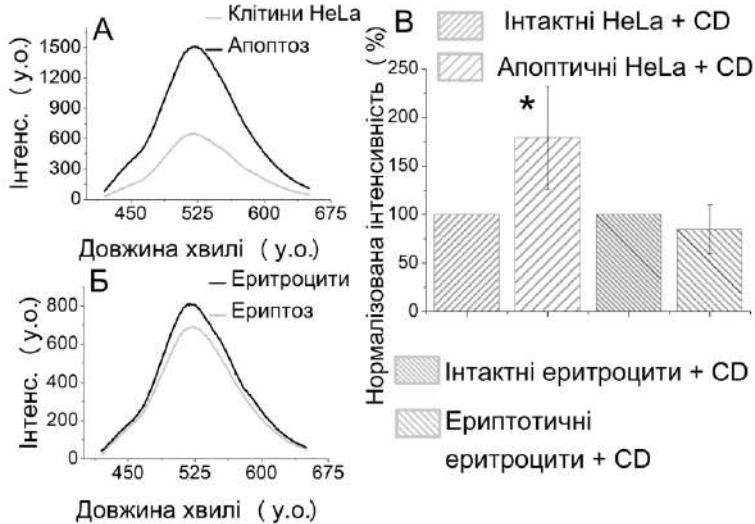 А
Клітини HeLa
Апоптоз
1500
1200
900
600
300
0
450 525 600 675
Інтенс. ( у.о.)
Довжина хвилі ( у.о.)
Б
Еритроцити
Ериптоз
800
600
400
200
0
450 525 600 675
Інтенс. ( у.о.)
Довжина хвилі ( у.о.)
В
Інтактні HeLa + CD
Апоптичні HeLa + CD
Нормалізована інтенсивність ( %)
250
200
150
100
50
0
*
Інтактні еритроцити + CD
Ериптотичні
еритроцити + CD